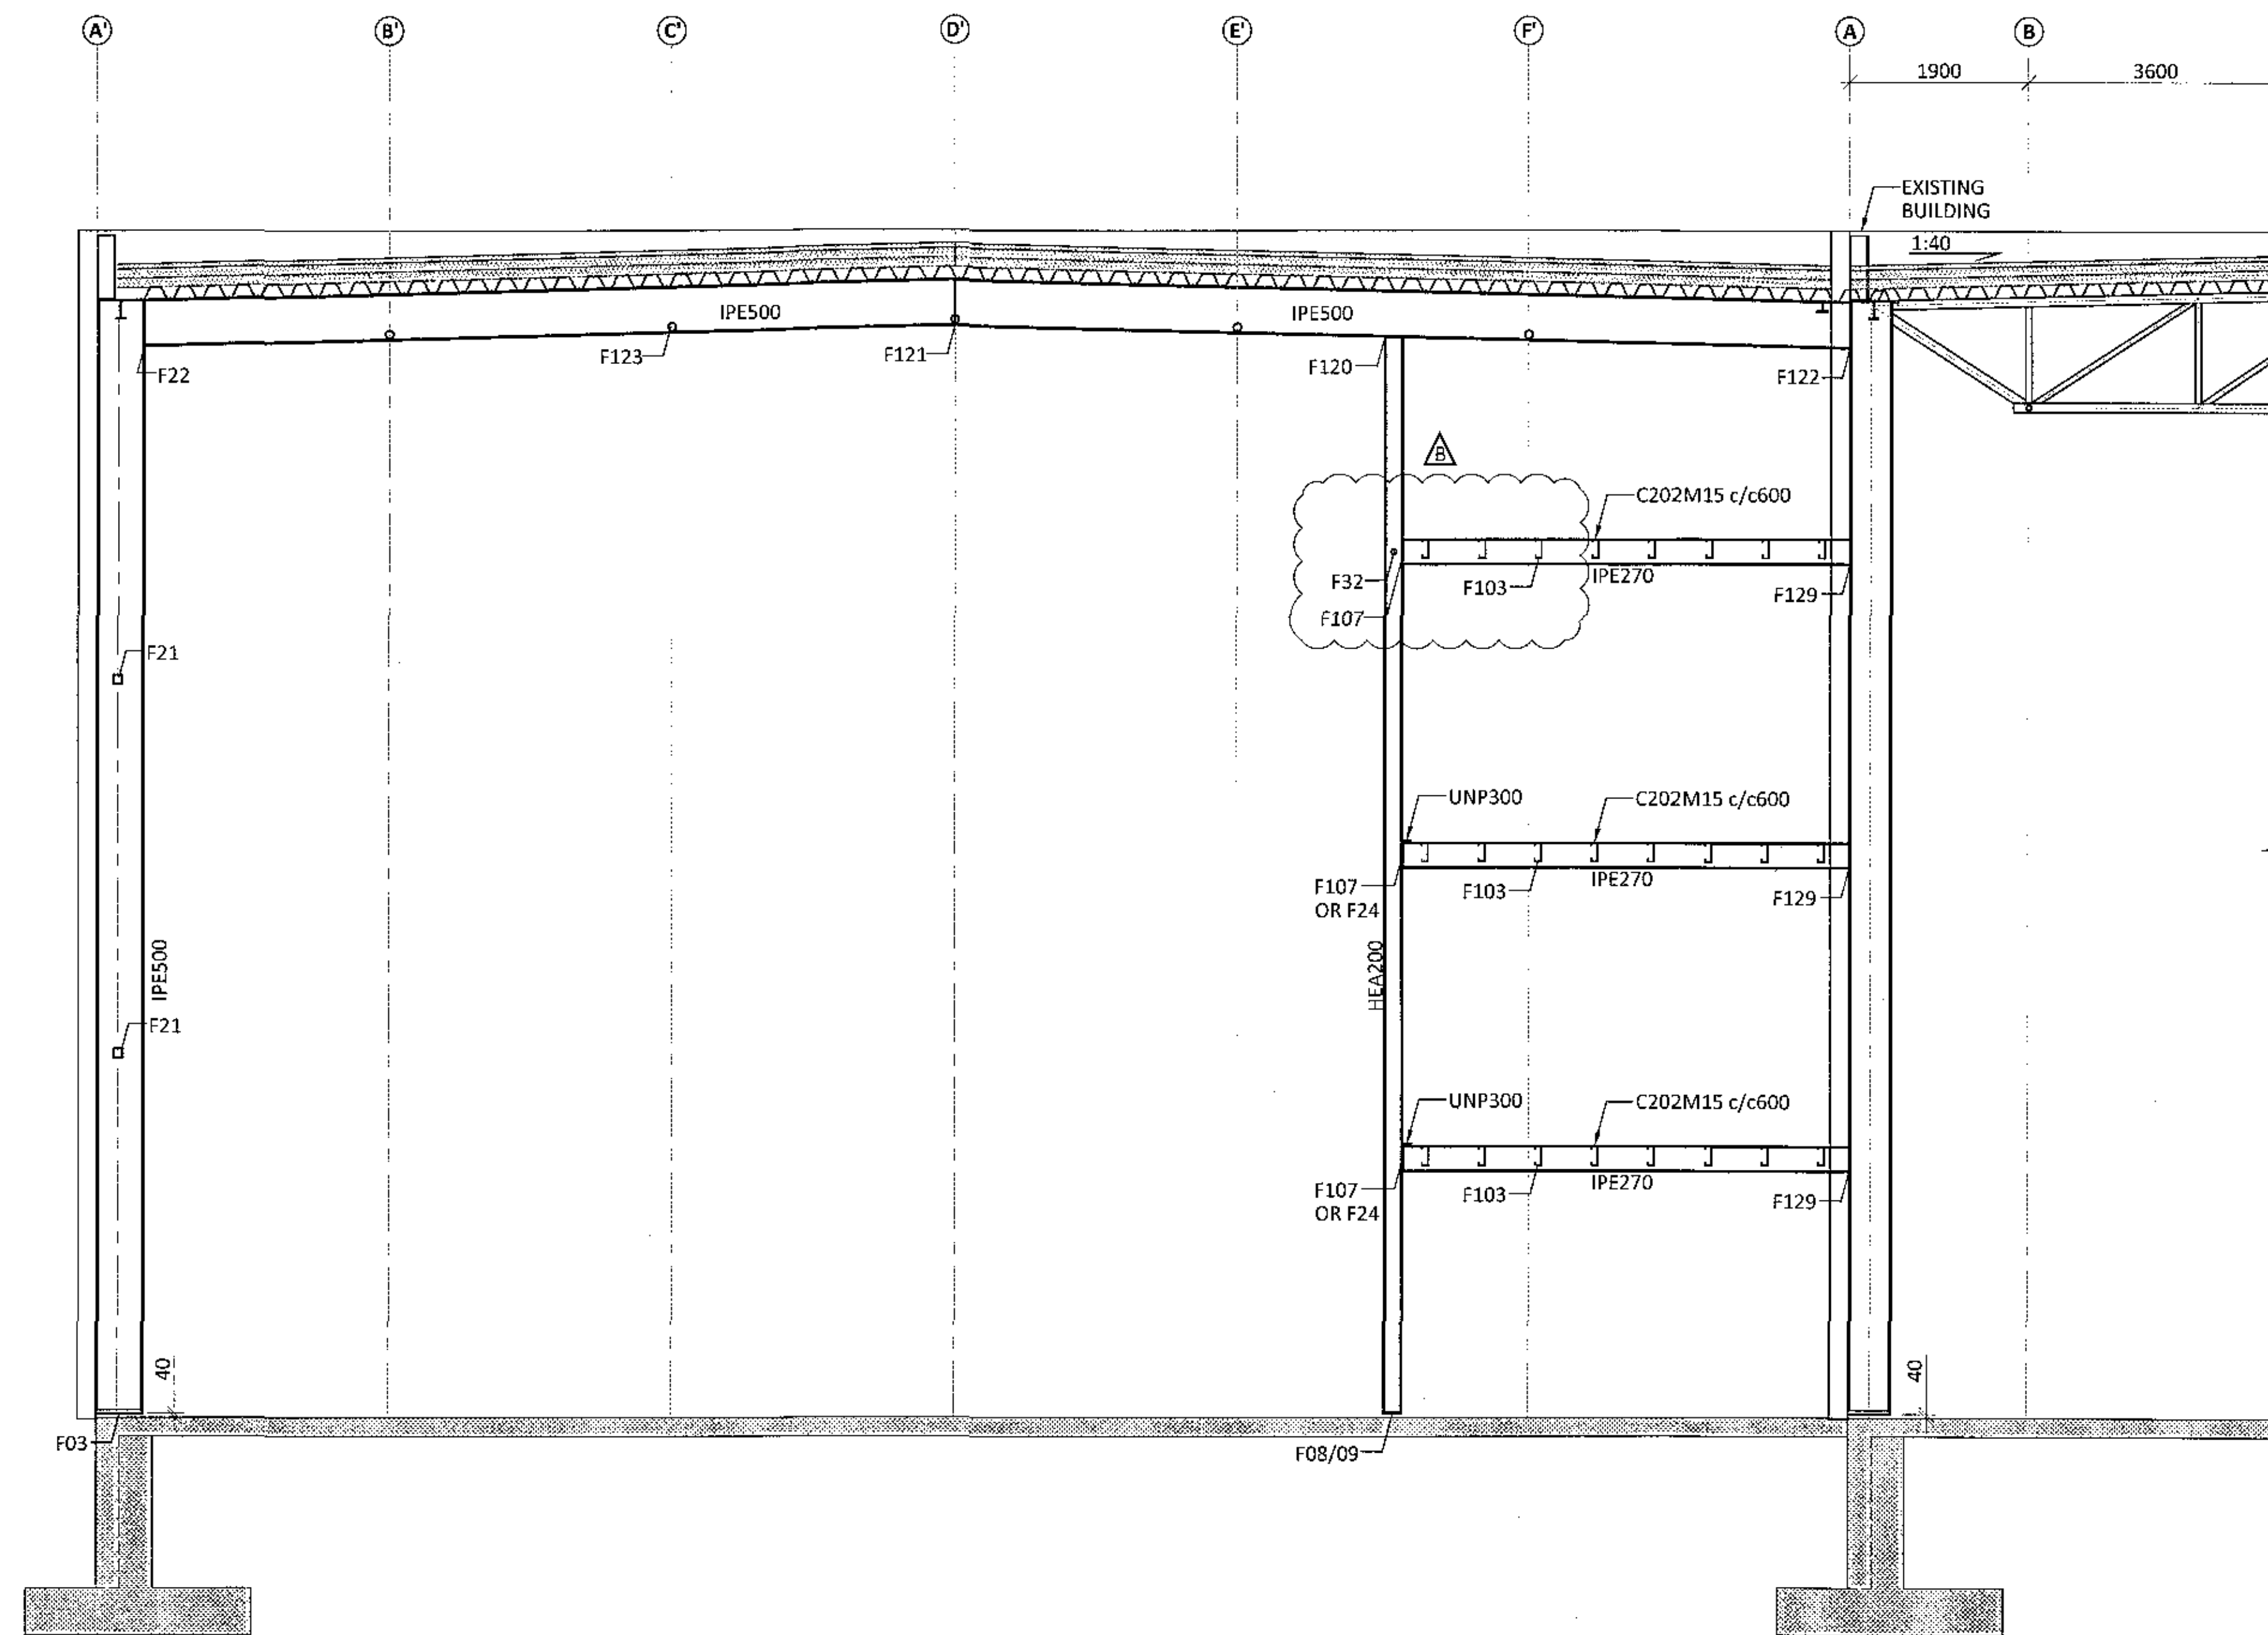 A' B' C' D' E' F' A B
1900 3600
EXISTING
BUILDING
1:40
IPE500 IPE500
F22 F123 F121 F120 F122
B
C202M15 c/c600
F32 F103 IPE270 F129
F107
F21
UNP300 C202M15 c/c600
F107 F103 IPE270 F129
OR F24
IPE500
HEA200
F21
UNP300 C202M15 c/c600
F107 F103 IPE270 F129
OR F24
40 40
F03 F08/09